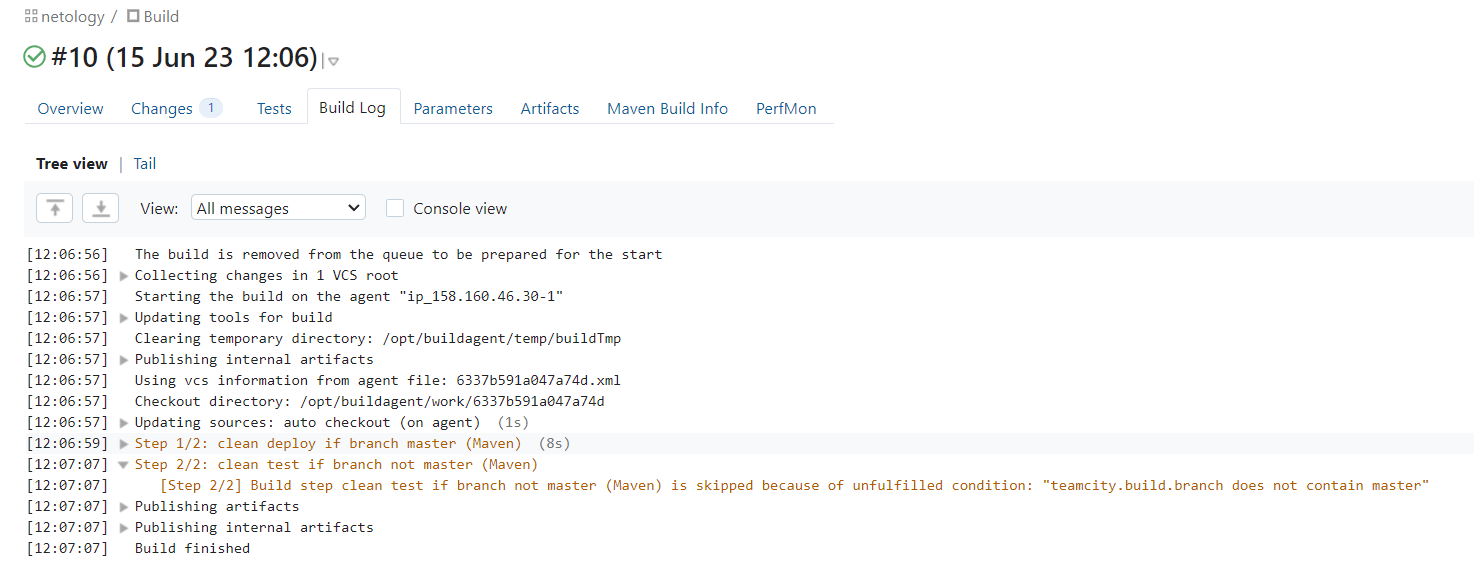 netology / Build
#10 (15 Jun 23 12:06)
Overview Changes 1 Tests Build Log Parameters Artifacts Maven Build Info PerfMon
Tree view | Tail
View: All messages Console view
[12:06:56] The build is removed from the queue to be prepared for the start
[12:06:56] Collecting changes in 1 VCS root
[12:06:57] Starting the build on the agent "ip_158.160.46.30-1"
[12:06:57] Updating tools for build
[12:06:57] Clearing temporary directory: /opt/buildagent/temp/buildTmp
[12:06:57] Publishing internal artifacts
[12:06:57] Using vcs information from agent file: 6337b591a047a74d.xml
[12:06:57] Checkout directory: /opt/buildagent/work/6337b591a047a74d
[12:06:57] Updating sources: auto checkout (on agent) (1s)
[12:06:59] Step 1/2: clean deploy if branch master (Maven) (8s)
[12:07:07] Step 2/2: clean test if branch not master (Maven)
[12:07:07] [Step 2/2] Build step clean test if branch not master (Maven) is skipped because of unfulfilled condition: "teamcity.build.branch does not contain master"
[12:07:07] Publishing artifacts
[12:07:07] Publishing internal artifacts
[12:07:07] Build finished